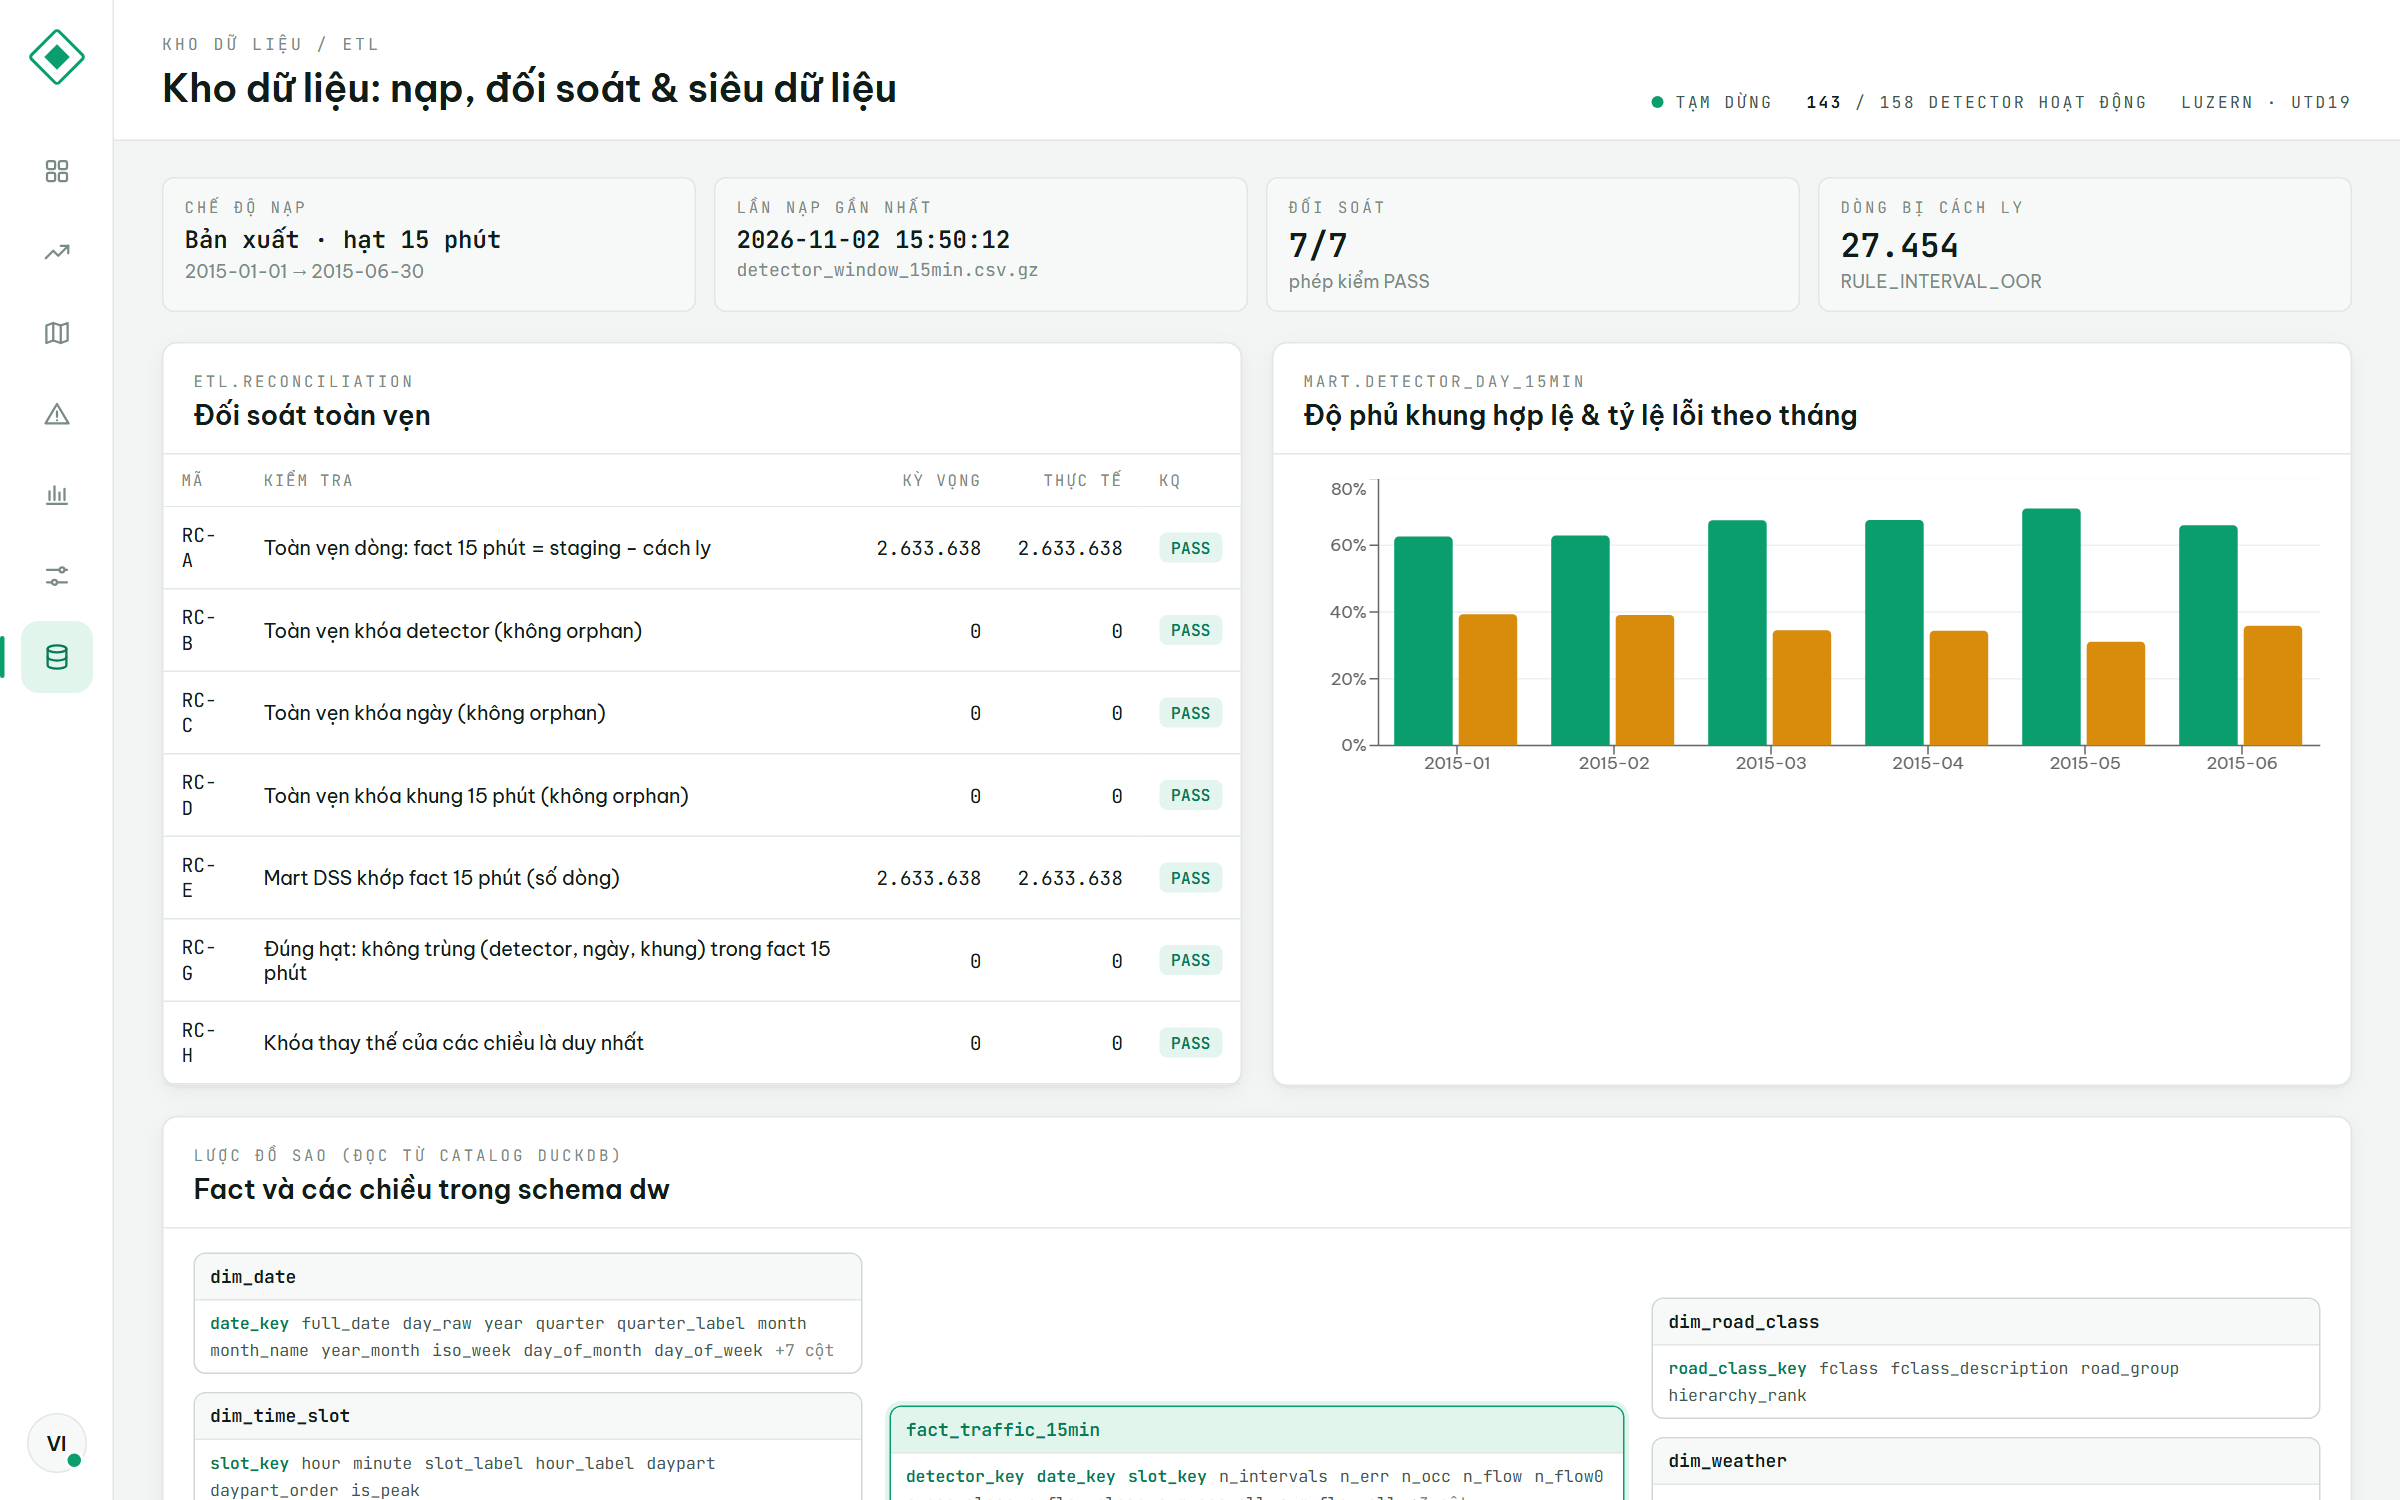 KHO DỮ LIỆU / ETL
Kho dữ liệu: nạp, đối soát & siêu dữ liệu
TẠM DỪNG 143 / 158 DETECTOR HOẠT ĐỘNG LUZERN · UTD19
CHẾ ĐỘ NẠP
Bản xuất · hạt 15 phút
2015-01-01 → 2015-06-30
LẦN NẠP GẦN NHẤT
2026-11-02 15:50:12
detector_window_15min.csv.gz
ĐỐI SOÁT
7/7
phép kiểm PASS
DÒNG BỊ CÁCH LY
27.454
RULE_INTERVAL_OOR
ETL.RECONCILIATION
Đối soát toàn vẹn
MÃ KIỂM TRA KỲ VỌNG THỰC TẾ KQ
RC-A Toàn vẹn dòng: fact 15 phút = staging − cách ly 2.633.638 2.633.638 PASS
RC-B Toàn vẹn khóa detector (không orphan) 0 0 PASS
RC-C Toàn vẹn khóa ngày (không orphan) 0 0 PASS
RC-D Toàn vẹn khóa khung 15 phút (không orphan) 0 0 PASS
RC-E Mart DSS khớp fact 15 phút (số dòng) 2.633.638 2.633.638 PASS
RC-G Đúng hạt: không trùng (detector, ngày, khung) trong fact 15 phút 0 0 PASS
RC-H Khóa thay thế của các chiều là duy nhất 0 0 PASS
MART.DETECTOR_DAY_15MIN
Độ phủ khung hợp lệ & tỷ lệ lỗi theo tháng
80%
60%
40%
20%
0%
2015-01 2015-02 2015-03 2015-04 2015-05 2015-06
LƯỢC ĐỒ SAO (ĐỌC TỪ CATALOG DUCKDB)
Fact và các chiều trong schema dw
dim_date
date_key full_date day_raw year quarter quarter_label month
month_name year_month iso_week day_of_month day_of_week +7 cột
dim_time_slot
slot_key hour minute slot_label hour_label daypart
daypart_order is_peak
fact_traffic_15min
detector_key date_key slot_key n_intervals n_err n_occ n_flow n_flow0
dim_road_class
road_class_key fclass fclass_description road_group
hierarchy_rank
dim_weather
VI